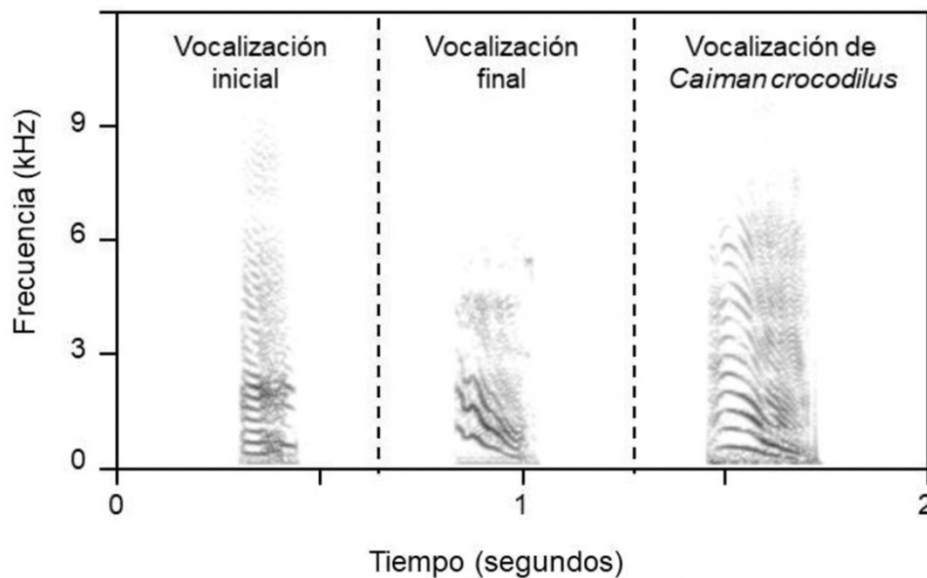 Vocalización
inicial
Vocalización
final
Vocalización de
Caiman crocodilus
Frecuencia (kHz)
9
6
3
0
0
1
2
Tiempo (segundos)